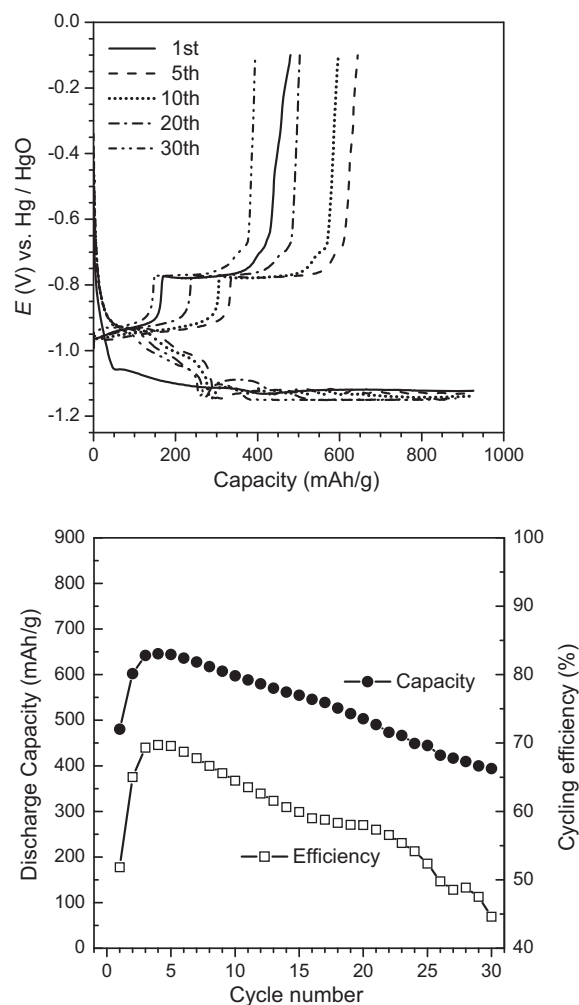 0.0
-0.2
-0.4
-0.6
-0.8
-1.0
-1.2
E (V) vs. Hg / HgO
1st
5th
10th
20th
30th
0 200 400 600 800 1000
Capacity (mAh/g)
900
800
700
600
500
400
300
200
100
0
Discharge Capacity (mAh/g)
Capacity
Efficiency
100
90
80
70
60
50
40
Cycling efficiency (%)
0 5 10 15 20 25 30
Cycle number